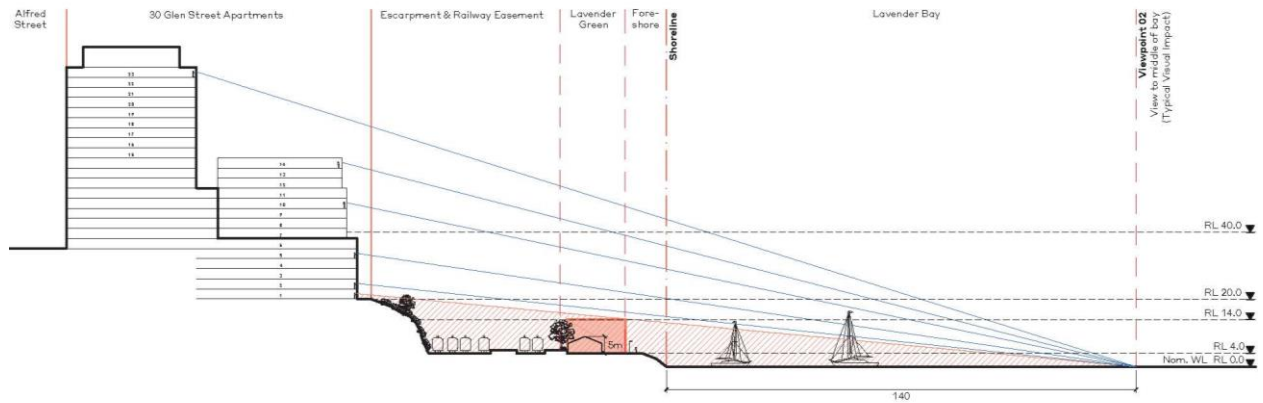 Alfred
Street
30 Glen Street Apartments
Escarpment & Railway Easement
Lavender
Green
Fore-
shore
Shoreline
Lavender Bay
Viewpoint 02
View to middle of bay
(Typical Visual Impact)
RL 40.0
RL 20.0
RL 14.0
RL 4.0
Nom. WL RL 0.0
5m
140